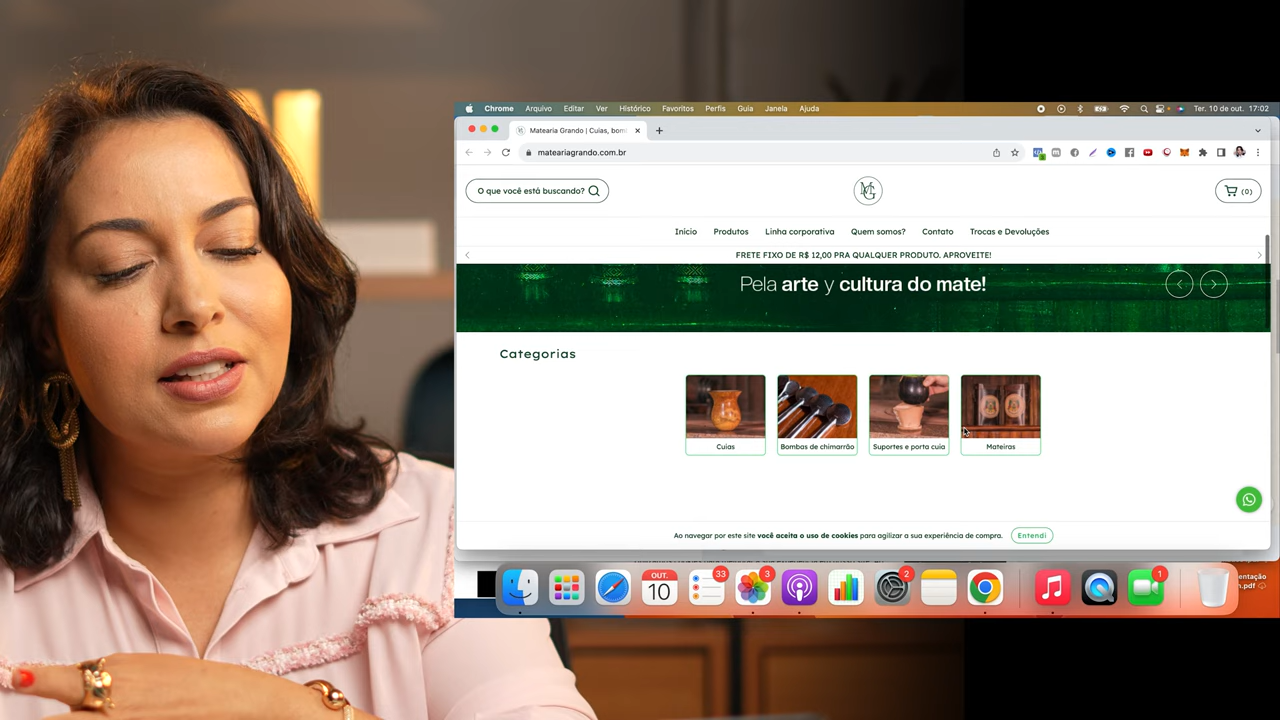 Chrome Arquivo Editar Ver Histórico Favoritos Perfis Guia Janela Ajuda Ter. 10 de out. 17:02
Matearia Grando | Cuias, bom
mateariagrando.com.br
O que você está buscando?
MG
(0)
Início Produtos Linha corporativa Quem somos? Contato Trocas e Devoluções
FRETE FIXO DE R$ 12,00 PRA QUALQUER PRODUTO. APROVEITE!
Pela arte y cultura do mate!
Categorias
Cuias Bombas de chimarrão Suportes e porta cuia Mateiras
Ao navegar por este site você aceita o uso de cookies para agilizar a sua experiência de compra. Entendi
OUT.
10
33
3
2
1
entação
n.pdf